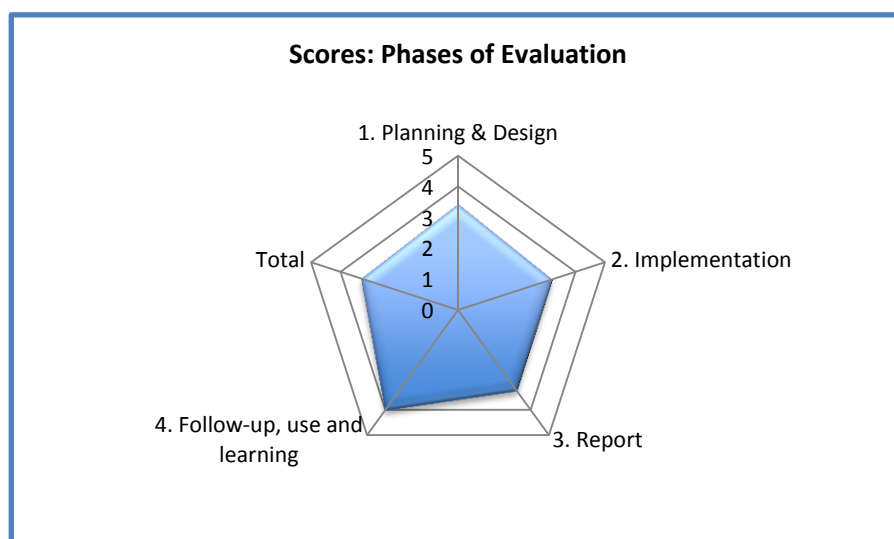 Scores: Phases of Evaluation
1. Planning & Design
5
4
3
2
1
0
2. Implementation
3. Report
4. Follow-up, use and
learning
Total